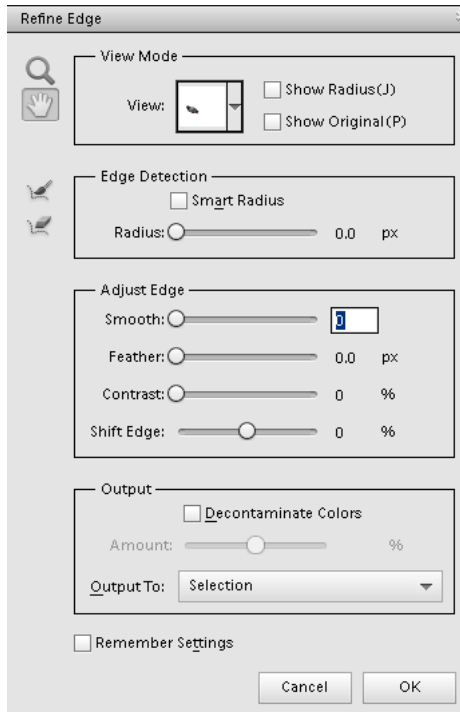 Refine Edge
View Mode
View:
Show Radius(J)
Show Original(P)
Edge Detection
Smart Radius
Radius: 0.0 px
Adjust Edge
Smooth: 0
Feather: 0.0 px
Contrast: 0 %
Shift Edge: 0 %
Output
Decontaminate Colors
Amount: %
Output To: Selection
Remember Settings
Cancel OK